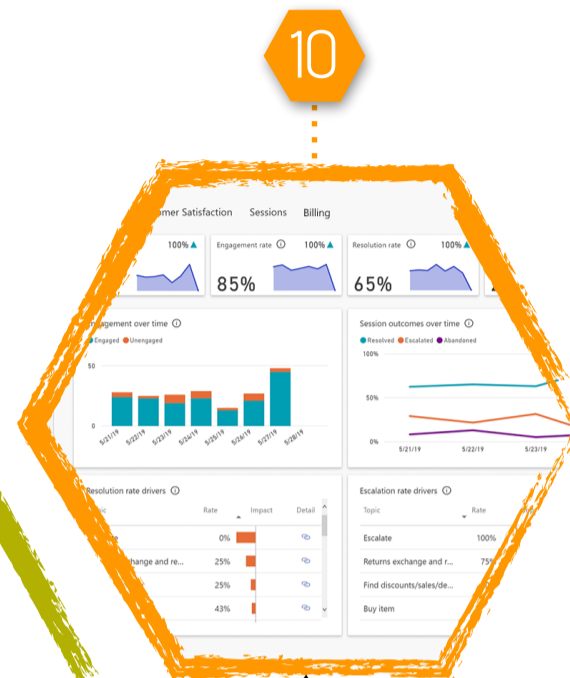 10
omer Satisfaction Sessions Billing
100% Engagement rate 100% Resolution rate 100%
85% 65%
Engagement over time Session outcomes over time
Engaged Unengaged Resolved Escalated Abandoned
100%
50
50%
0
0%
5/21/19 5/22/19 5/23/19 5/24/19 5/25/19 5/26/19 5/27/19 5/28/19
5/21/19 5/22/19 5/23/19
Resolution rate drivers Escalation rate drivers
Rate Impact Detail Topic Rate
0% Escalate 100%
hange and re... 25% Returns exchange and r... 75%
25% Find discounts/sales/de...
43% Buy item